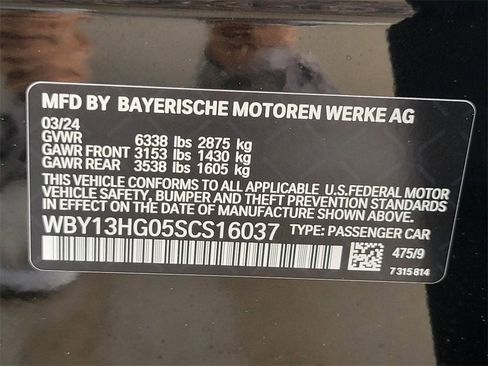 MFD BY BAYERISCHE MOTOREN WERKE AG
03/24
GVWR 6338 lbs 2875 kg
GAWR FRONT 3153 lbs 1430 kg
GAWR REAR 3538 lbs 1605 kg
THIS VEHICLE CONFORMS TO ALL APPLICABLE U.S.FEDERAL MOTOR
VEHICLE SAFETY, BUMPER AND THEFT PREVENTION STANDARDS
IN EFFECT ON THE DATE OF MANUFACTURE SHOWN ABOVE.
WBY13HG05SCS16037 TYPE: PASSENGER CAR
475/9
7 315 814